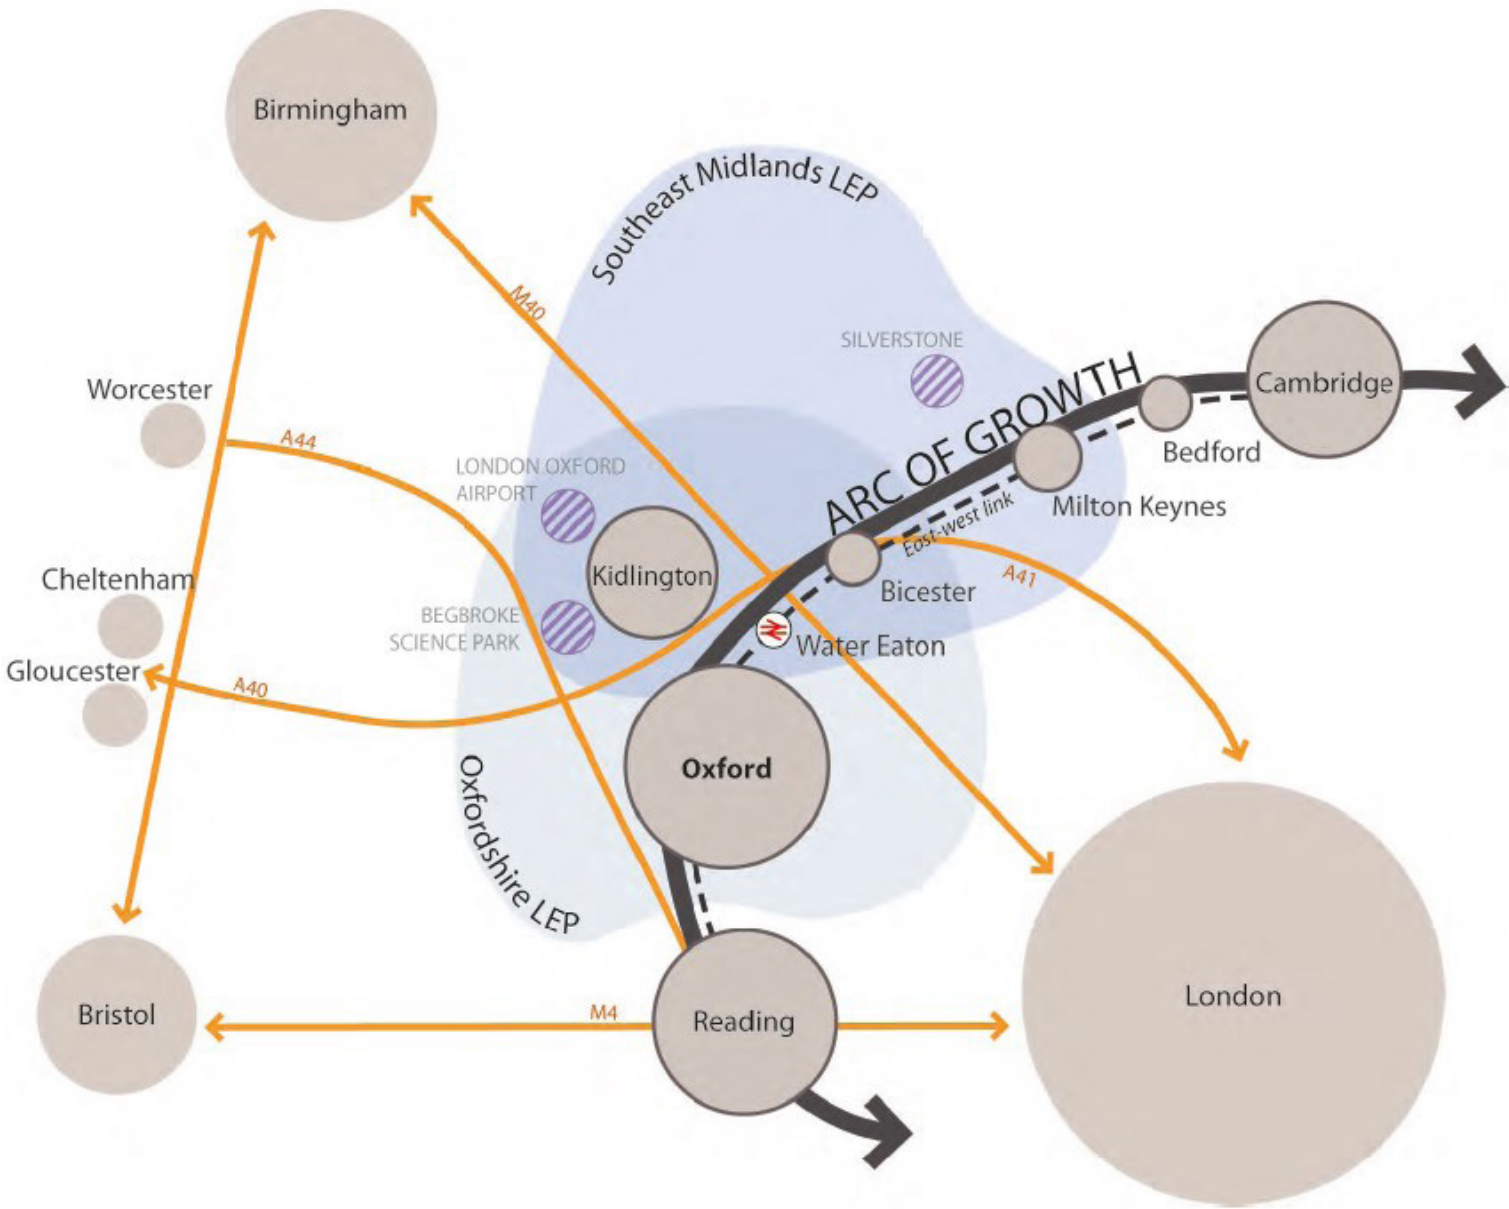 Birmingham
Southeast Midlands LEP
M40
SILVERSTONE
ARC OF GROWTH
Cambridge
Worcester
A44
Bedford
LONDON OXFORD
AIRPORT
Milton Keynes
East-west link
Kidlington
Cheltenham
A41
Bicester
BEGBROKE
SCIENCE PARK
Water Eaton
Gloucester
A40
Oxford
Oxfordshire LEP
London
M4
Bristol
Reading